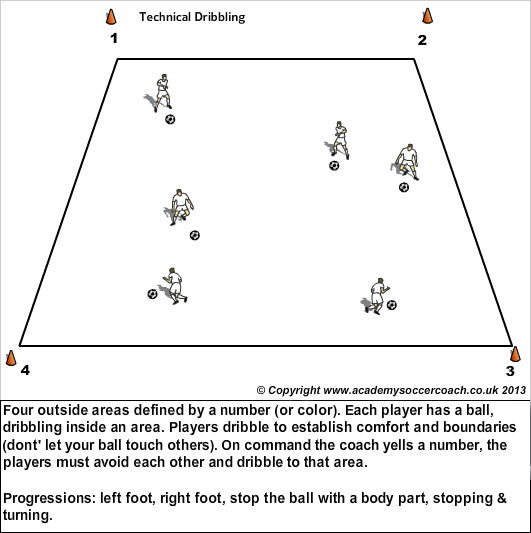 Technical Dribbling
1
2
4
3
© Copyright www.academysoccercoach.co.uk 2013
Four outside areas defined by a number (or color). Each player has a ball,
dribbling inside an area. Players dribble to establish comfort and boundaries
(dont' let your ball touch others). On command the coach yells a number, the
players must avoid each other and dribble to that area.
Progressions: left foot, right foot, stop the ball with a body part, stopping &
turning.